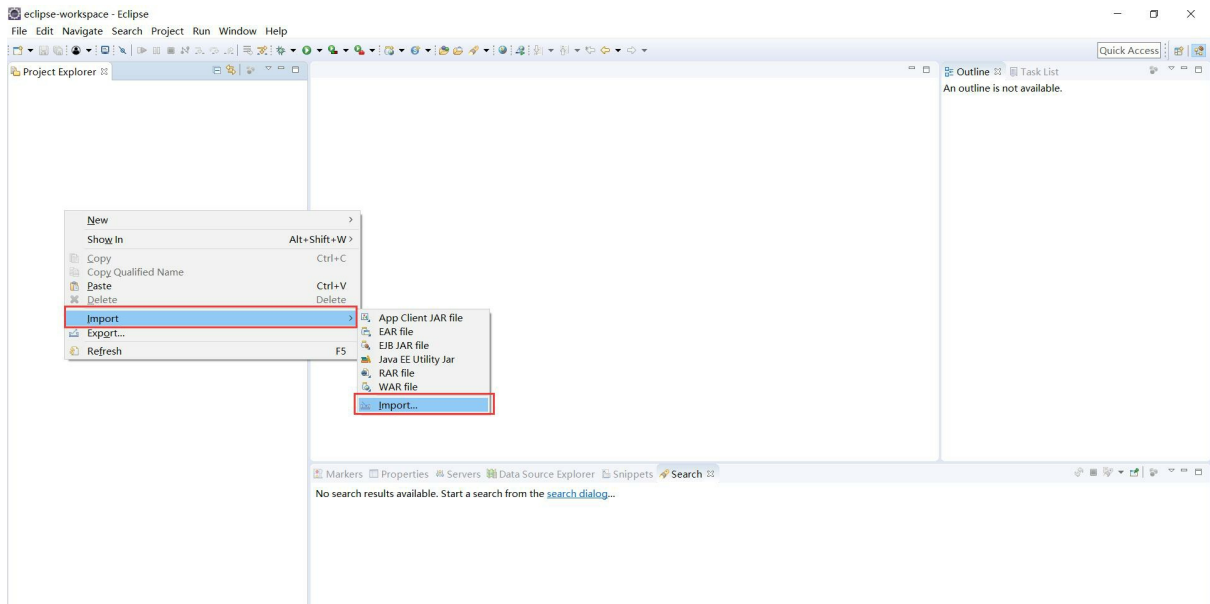 eclipse-workspace - Eclipse
File Edit Navigate Search Project Run Window Help
Quick Access
Project Explorer
Outline Task List
An outline is not available.
New
Show In Alt+Shift+W
Copy Ctrl+C
Copy Qualified Name
Paste Ctrl+V
Delete Delete
Import
Export...
Refresh F5
App Client JAR file
EAR file
EJB JAR file
Java EE Utility Jar
RAR file
WAR file
Import...
Markers Properties Servers Data Source Explorer Snippets Search
No search results available. Start a search from the search dialog...